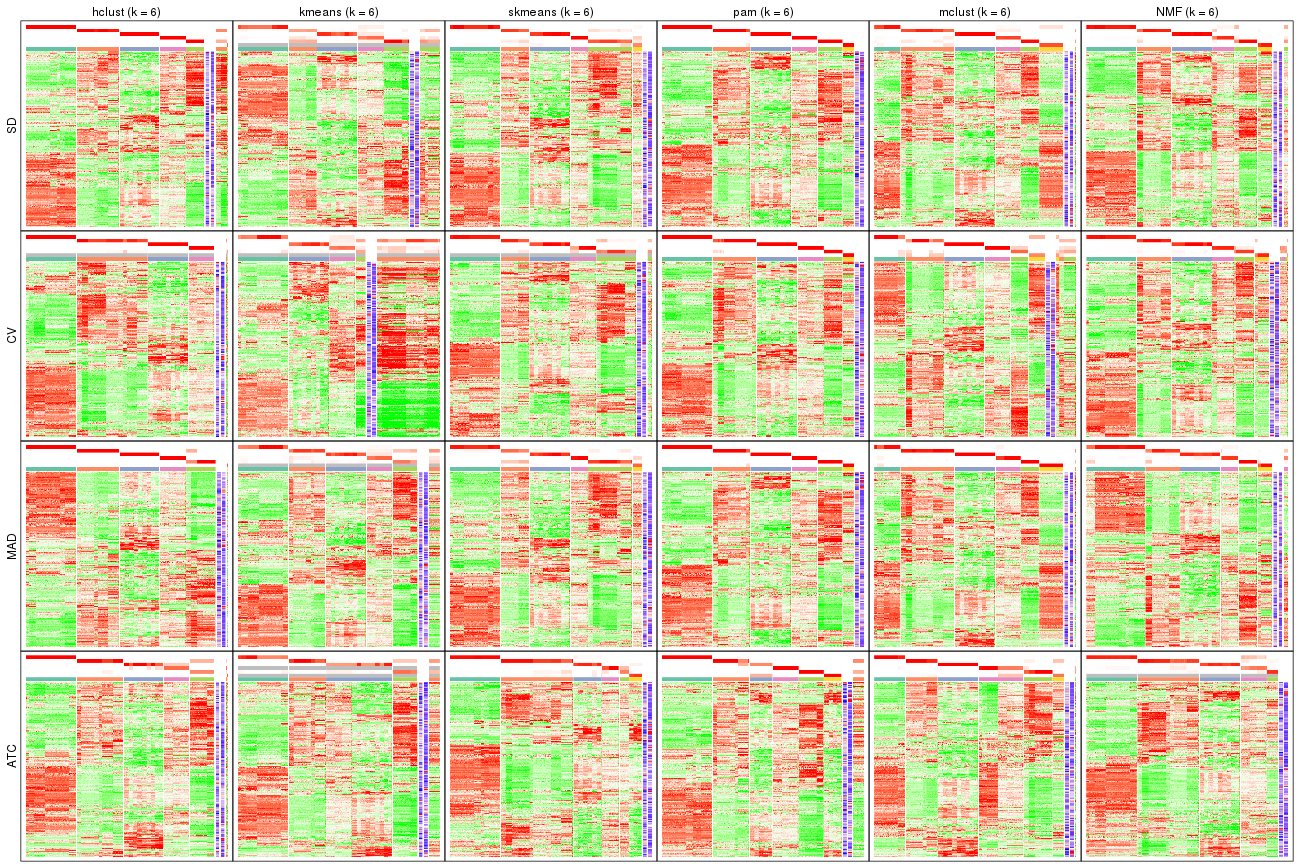 hclust (k = 6) kmeans (k = 6) skmeans (k = 6) pam (k = 6) mclust (k = 6) NMF (k = 6)
SD
CV
MAD
ATC